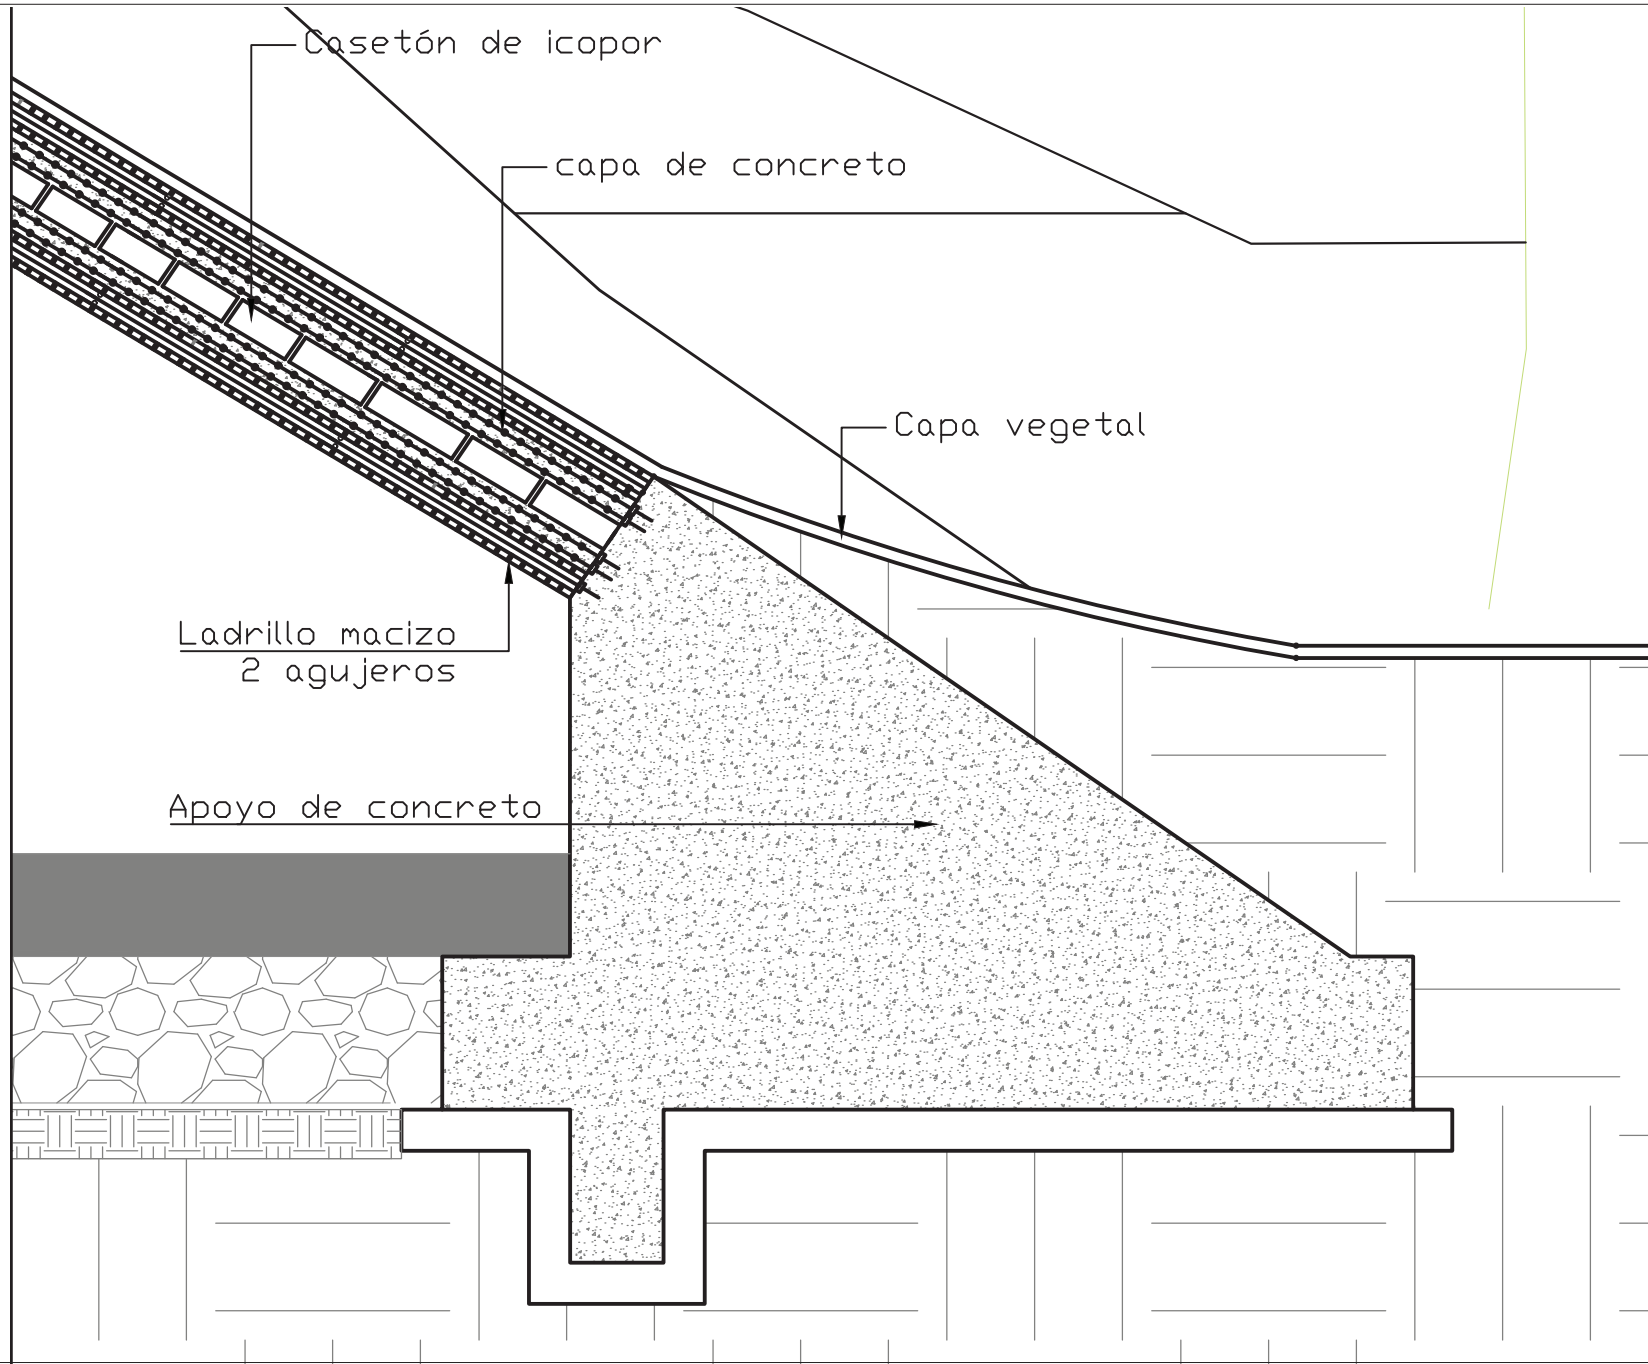 Casetón de icopor
capa de concreto
Capa vegetal
Ladrillo macizo
2 agujeros
Apoyo de concreto